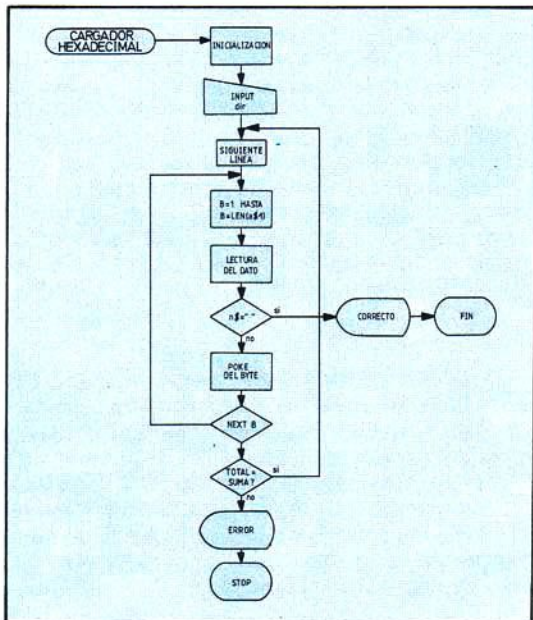 CARGADOR
HEXADECIMAL
INICIALIZACION
INPUT
dir
SIGUIENTE
LINEA
B=1 HASTA
LECTURA
DEL DATO
n$=" "
si
CORRECTO
FIN
no
POKE
DEL BYTE
NEXT B
TOTAL =
SUMA ?
si
no
ERROR
STOP